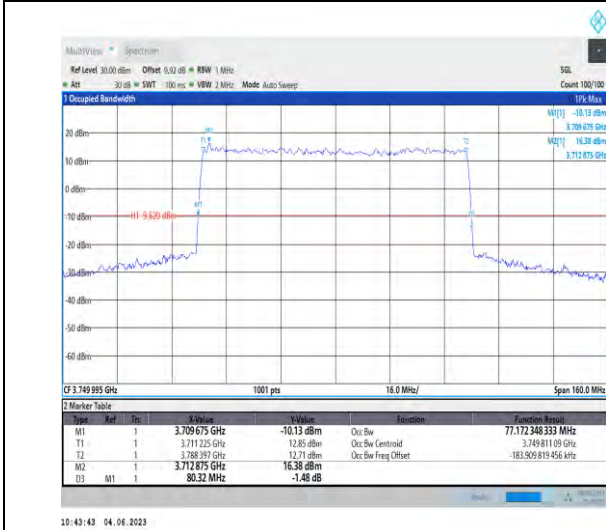 MultiView Spectrum
Ref Level 30.00 dBm Offset 9.92 dB RBW 1 MHz SGL
Att 30 dB SWT 100 ms VBW 2 MHz Mode Auto Sweep Count 100/100
1 Occupied Bandwidth 1Pk Max
M1[1] -10.13 dBm
3.709 675 GHz
20 dBm M2[1] 16.38 dBm
3.712 875 GHz
M2
T1 T2
10 dBm
0 dBm
M1
-10 dBm H1 -9.620 dBm
-20 dBm
-30 dBm
-40 dBm
-50 dBm
-60 dBm
CF 3.749 995 GHz 1001 pts 16.0 MHz/ Span 160.0 MHz
2 Marker Table
Type Ref Trc X-Value Y-Value Function Function Result
M1 1 3.709 675 GHz -10.13 dBm Occ Bw 77.172 348 333 MHz
T1 1 3.711 225 GHz 12.85 dBm Occ Bw Centroid 3.749 811 09 GHz
T2 1 3.788 397 GHz 12.71 dBm Occ Bw Freq Offset -183.909 819 456 kHz
M2 1 3.712 875 GHz 16.38 dBm
D3 M1 1 80.32 MHz -1.48 dB
10:43:43 04.06.2023